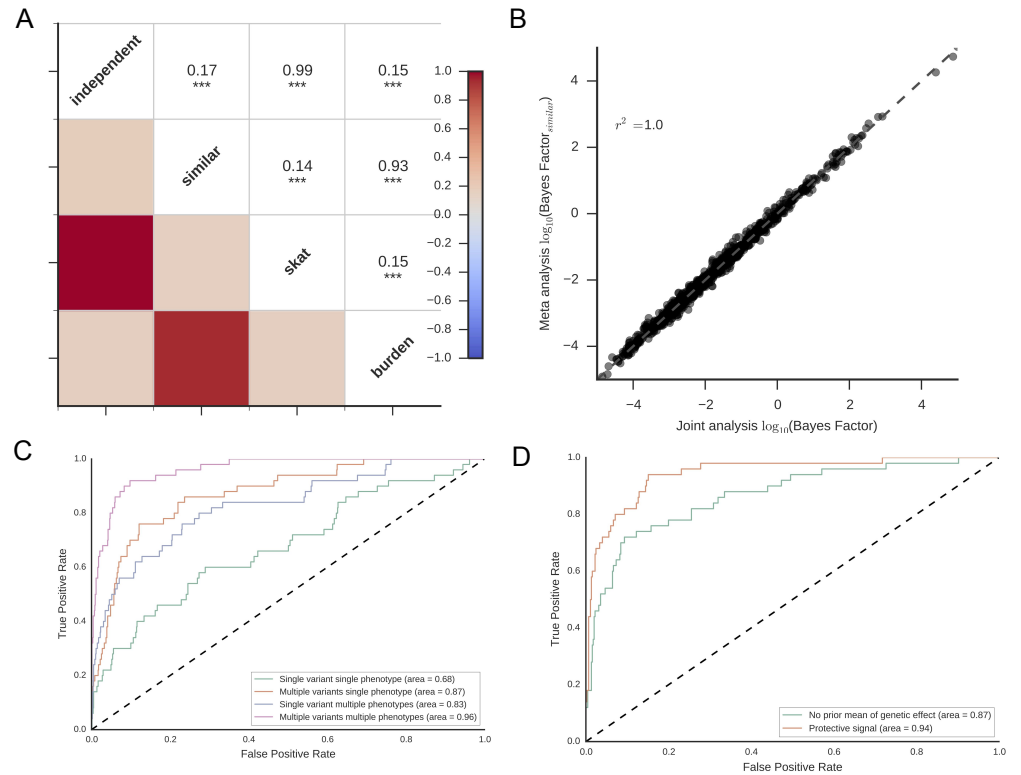 A
independent
0.17
***
0.99
***
0.15
***
similar
0.14
***
0.93
***
skat
0.15
***
burden
1.0
0.8
0.6
0.4
0.2
0.0
−0.2
−0.4
−0.6
−0.8
−1.0
B
Meta analysis log10(Bayes Factorsimilar)
4
2
0
−2
−4
r² =1.0
−4 −2 0 2 4
Joint analysis log10(Bayes Factor)
C
True Positive Rate
1.0
0.8
0.6
0.4
0.2
0.0
Single variant single phenotype (area = 0.68)
Multiple variants single phenotype (area = 0.87)
Single variant multiple phenotypes (area = 0.83)
Multiple variants multiple phenotypes (area = 0.96)
0.0 0.2 0.4 0.6 0.8 1.0
False Positive Rate
D
True Positive Rate
1.0
0.8
0.6
0.4
0.2
0.0
No prior mean of genetic effect (area = 0.87)
Protective signal (area = 0.94)
0.0 0.2 0.4 0.6 0.8 1.0
False Positive Rate